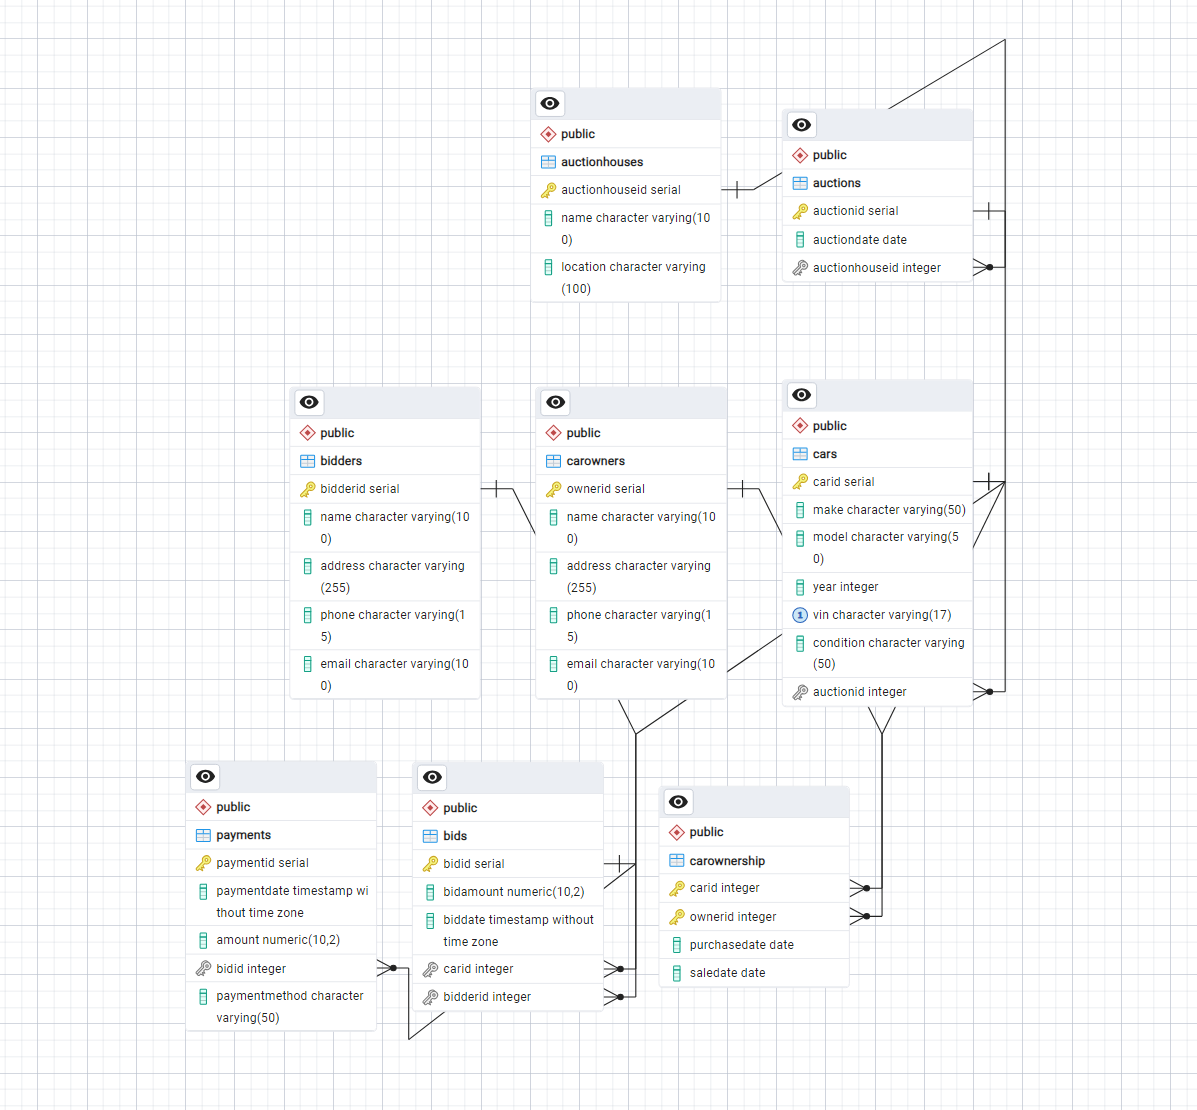 public
auctionhouses
auctionhouseid serial
name character varying(10
0)
location character varying
(100)
public
auctions
auctionid serial
auctiondate date
auctionhouseid integer
public
bidders
bidderid serial
name character varying(10
0)
address character varying
(255)
phone character varying(1
5)
email character varying(10
0)
public
carowners
ownerid serial
name character varying(10
0)
address character varying
(255)
phone character varying(1
5)
email character varying(10
0)
public
cars
carid serial
make character varying(50)
model character varying(5
0)
year integer
1 vin character varying(17)
condition character varying
(50)
auctionid integer
public
payments
paymentid serial
paymentdate timestamp wi
thout time zone
amount numeric(10,2)
bidid integer
paymentmethod character
varying(50)
public
bids
bidid serial
bidamount numeric(10,2)
biddate timestamp without
time zone
carid integer
bidderid integer
public
carownership
carid integer
ownerid integer
purchasedate date
saledate date